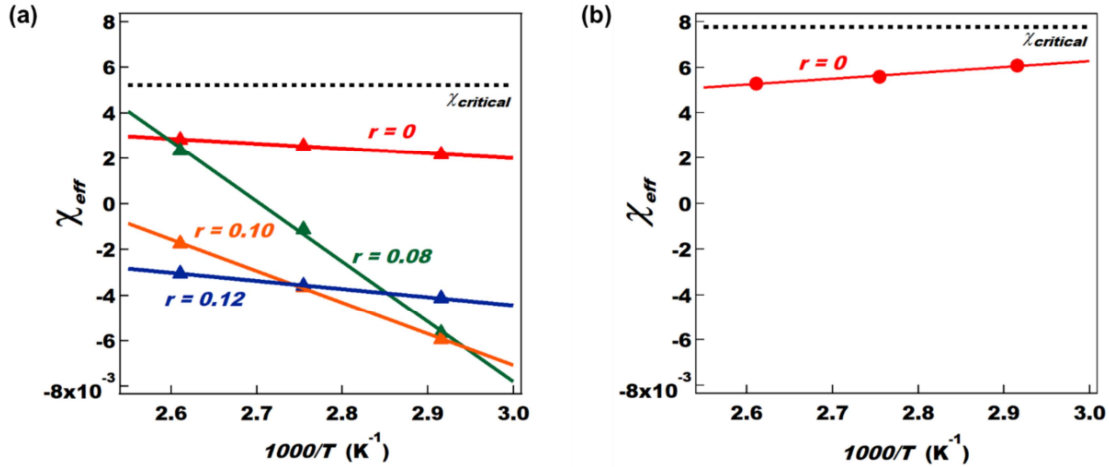 (a)
8
6
4
2
0
-2
-4
-6
-8x10⁻³
χeff
χcritical
r = 0
r = 0.10
r = 0.08
r = 0.12
2.6 2.7 2.8 2.9 3.0
1000/T (K⁻¹)
(b)
8
6
4
2
0
-2
-4
-6
-8x10⁻³
χeff
χcritical
r = 0
2.6 2.7 2.8 2.9 3.0
1000/T (K⁻¹)